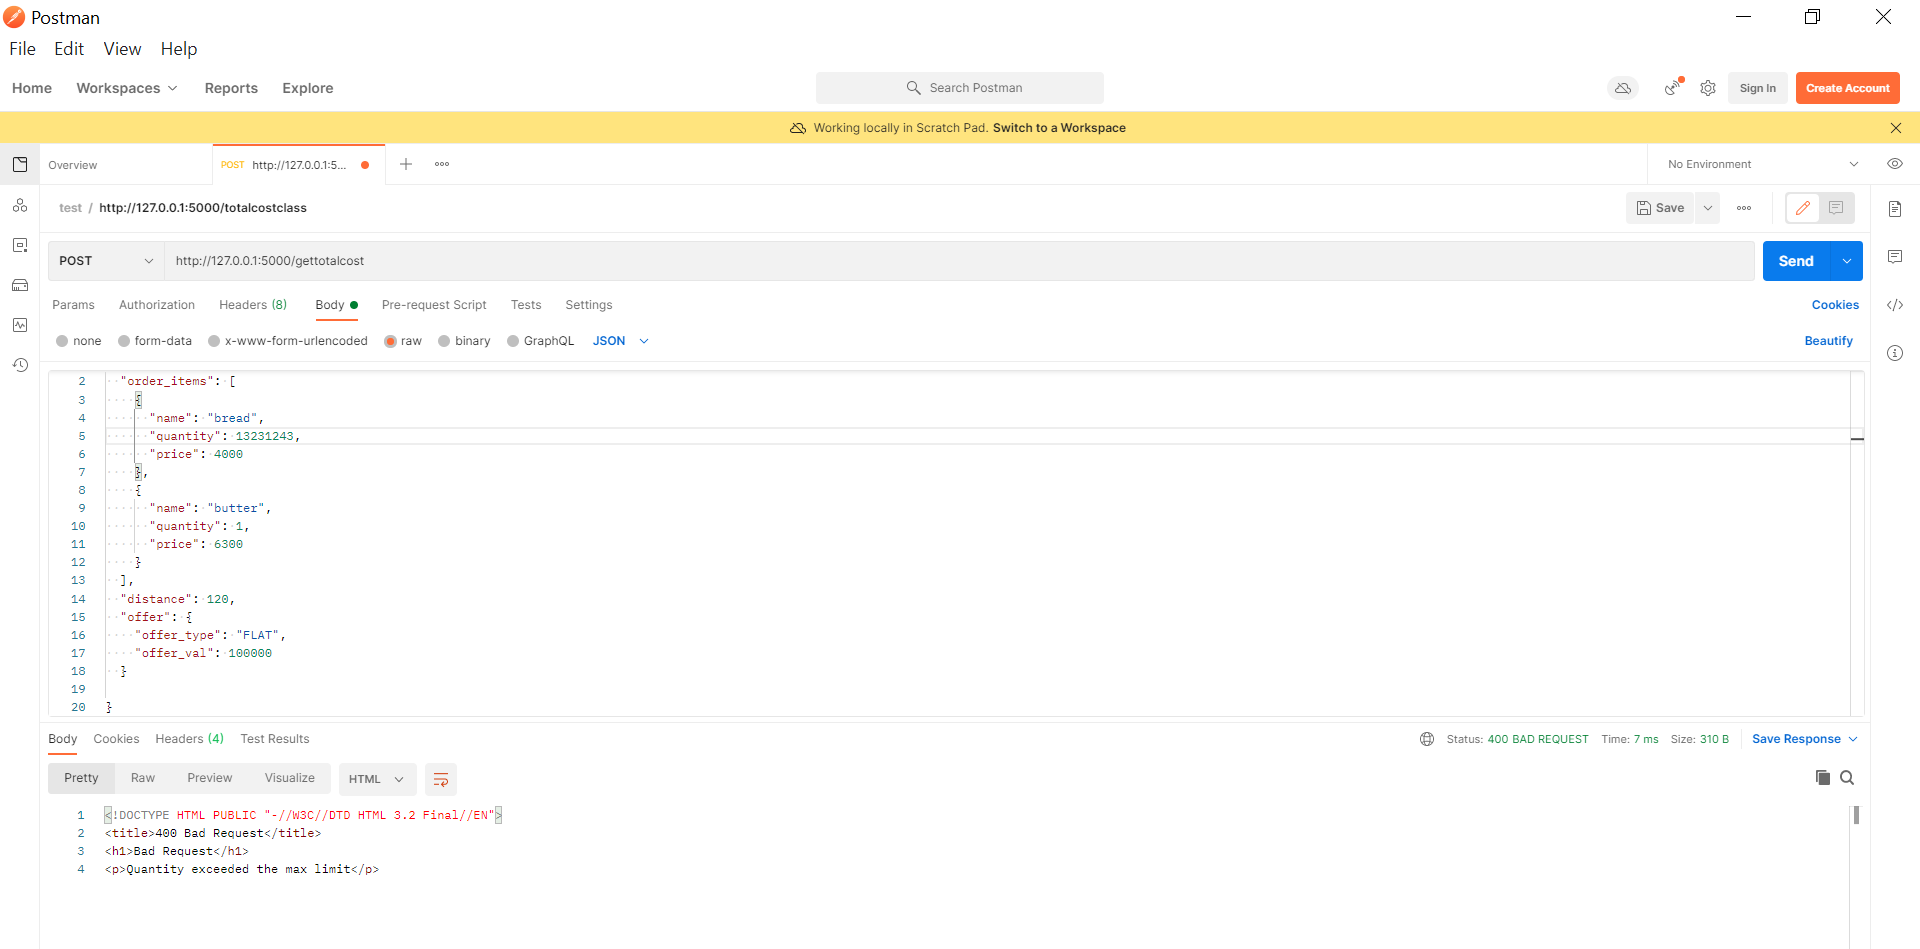 Postman
File Edit View Help
Home Workspaces Reports Explore Search Postman Sign In Create Account
Working locally in Scratch Pad. Switch to a Workspace
Overview POST http://127.0.0.1:5... No Environment
test / http://127.0.0.1:5000/totalcostclass Save
POST http://127.0.0.1:5000/gettotalcost Send
Params Authorization Headers (8) Body Pre-request Script Tests Settings Cookies
none form-data x-www-form-urlencoded raw binary GraphQL JSON Beautify
2 "order_items": [
3 {
4 "name": "bread",
5 "quantity": 13231243,
6 "price": 4000
7 },
8 {
9 "name": "butter",
10 "quantity": 1,
11 "price": 6300
12 }
13 ],
14 "distance": 120,
15 "offer": {
16 "offer_type": "FLAT",
17 "offer_val": 100000
18 }
19
20 }
Body Cookies Headers (4) Test Results Status: 400 BAD REQUEST Time: 7 ms Size: 310 B Save Response
Pretty Raw Preview Visualize HTML
1 <!DOCTYPE HTML PUBLIC "-//W3C//DTD HTML 3.2 Final//EN">
2 <title>400 Bad Request</title>
3 <h1>Bad Request</h1>
4 <p>Quantity exceeded the max limit</p>